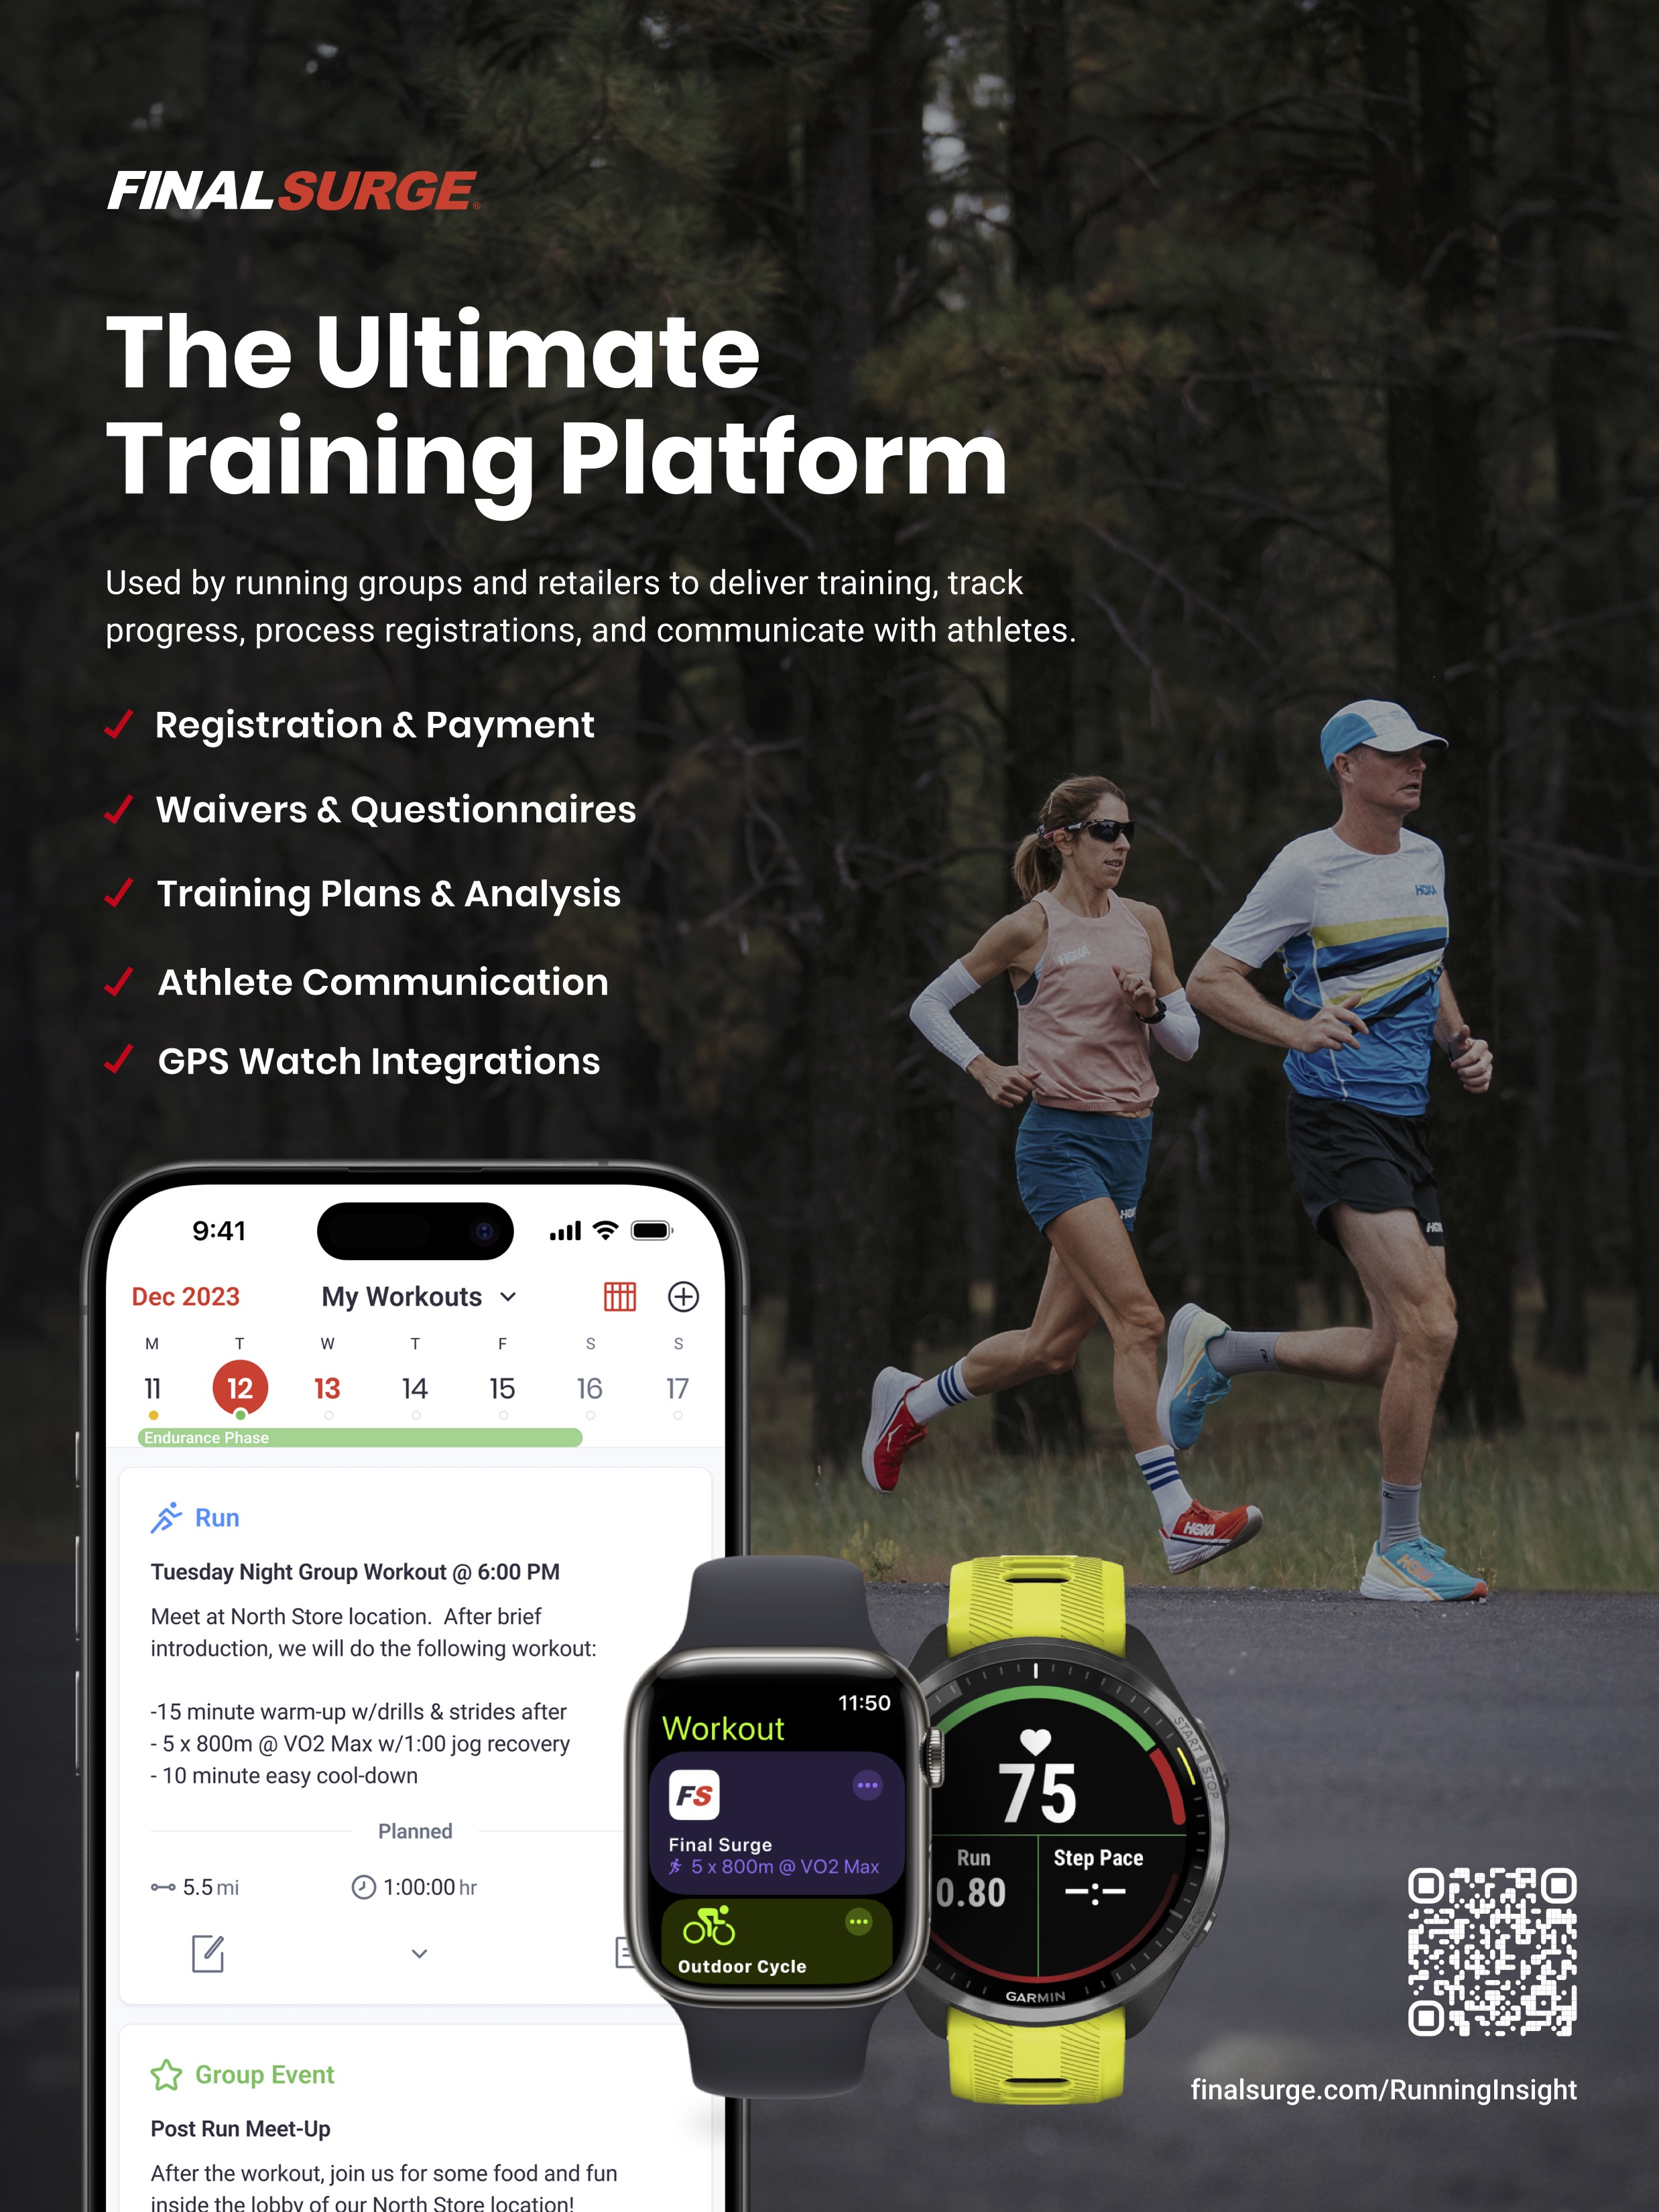 FINALSURGE®
The Ultimate
Training Platform
Used by running groups and retailers to deliver training, track
progress, process registrations, and communicate with athletes.
Registration & Payment
Waivers & Questionnaires
Training Plans & Analysis
Athlete Communication
GPS Watch Integrations
HOKA
HOKA
HOKA
HOKA
HOKA
9:41
Dec 2023 My Workouts
M T W T F S S
11 12 13 14 15 16 17
Endurance Phase
Run
Tuesday Night Group Workout @ 6:00 PM
Meet at North Store location. After brief
introduction, we will do the following workout:
-15 minute warm-up w/drills & strides after
- 5 x 800m @ VO2 Max w/1:00 jog recovery
- 10 minute easy cool-down
Planned
5.5 mi 1:00:00 hr
Group Event
Post Run Meet-Up
After the workout, join us for some food and fun
inside the lobby of our North Store location!
11:50
Workout
FS
Final Surge
5 x 800m @ VO2 Max
Outdoor Cycle
75
Run Step Pace
0.80 --:--
GARMIN
START | STOP
BACK
finalsurge.com/RunningInsight